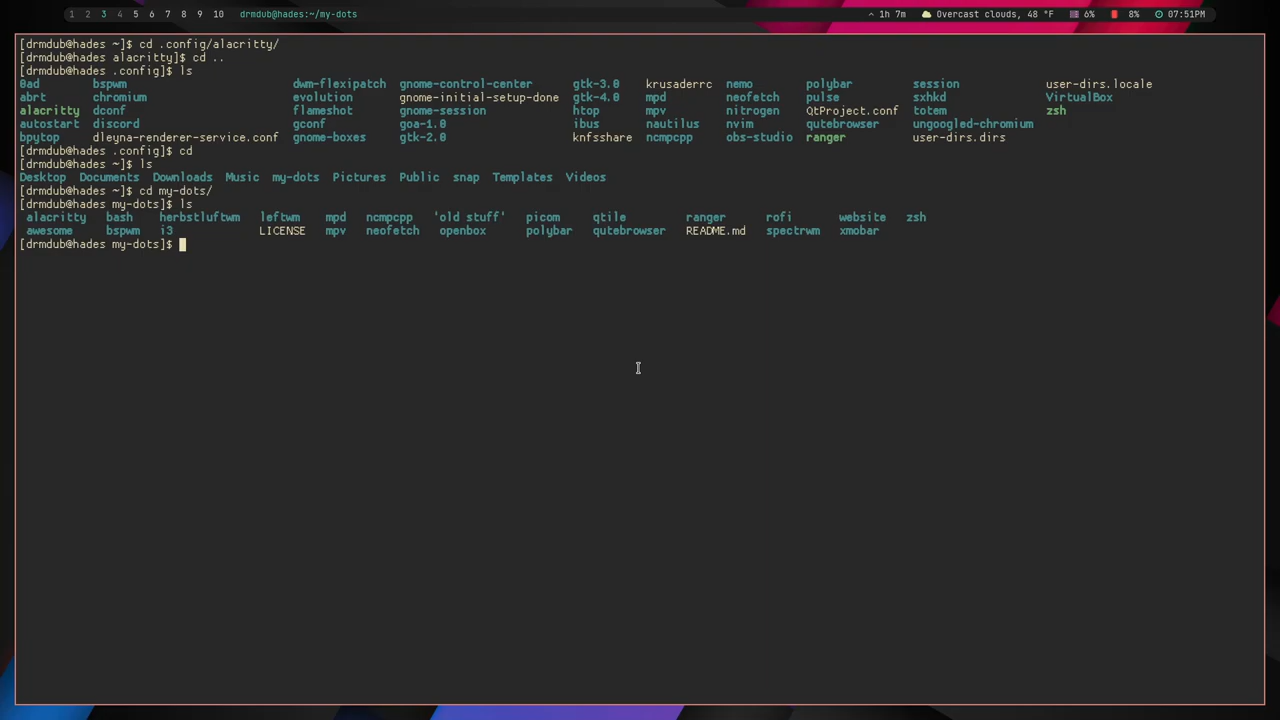 1 2 3 4 5 6 7 8 9 10 drmdub@hades:~/my-dots ^ 1h 7m Overcast clouds, 48 °F 6% 8% 07:51PM
[drmdub@hades ~]$ cd .config/alacritty/
[drmdub@hades alacritty]$ cd ..
[drmdub@hades .config]$ ls
0ad bspwm dwm-flexipatch gnome-control-center gtk-3.0 krusaderrc nemo polybar session user-dirs.locale
abrt chromium evolution gnome-initial-setup-done gtk-4.0 mpd neofetch pulse sxhkd VirtualBox
alacritty dconf flameshot gnome-session htop mpv nitrogen QtProject.conf totem zsh
autostart discord gconf goa-1.0 ibus nautilus nvim qutebrowser ungoogled-chromium
bpytop dleyna-renderer-service.conf gnome-boxes gtk-2.0 knfsshare ncmpcpp obs-studio ranger user-dirs.dirs
[drmdub@hades .config]$ cd
[drmdub@hades ~]$ ls
Desktop Documents Downloads Music my-dots Pictures Public snap Templates Videos
[drmdub@hades ~]$ cd my-dots/
[drmdub@hades my-dots]$ ls
alacritty bash herbstluftwm leftwm mpd ncmpcpp 'old stuff' picom qtile ranger rofi website zsh
awesome bspwm i3 LICENSE mpv neofetch openbox polybar qutebrowser README.md spectrwm xmobar
[drmdub@hades my-dots]$